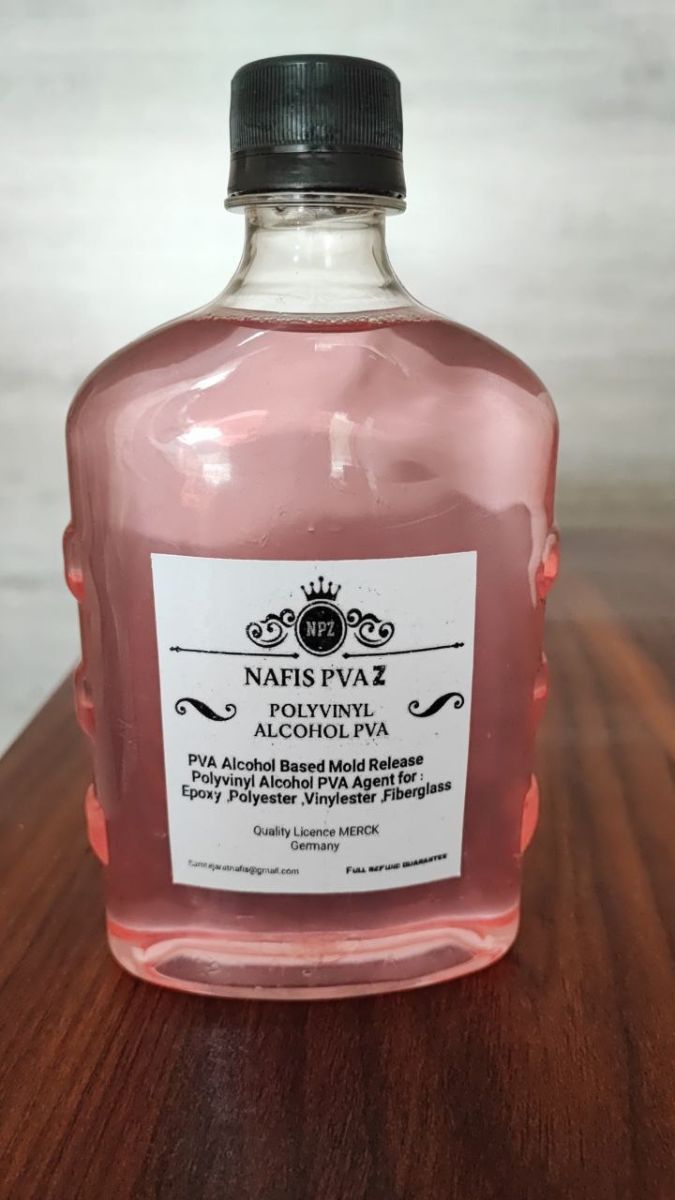 NPZ
NAFIS PVA Z
POLYVINYL
ALCOHOL PVA
PVA Alcohol Based Mold Release
Polyvinyl Alcohol PVA Agent for :
Epoxy ,Polyester ,Vinylester ,Fiberglass
Quality Licence MERCK
Germany
FULL REFUND GUARANTEE